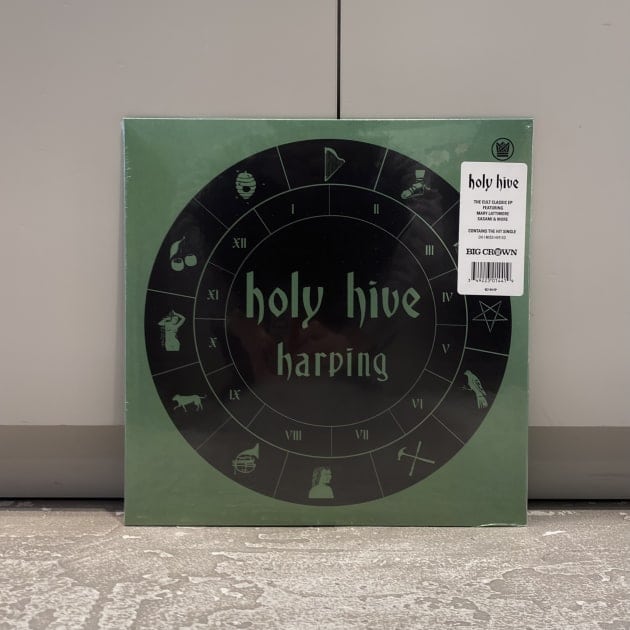 holy hive
harping
I
II
III
IV
V
VI
VII
VIII
IX
X
XI
XII
holy hive
THE CULT CLASSIC EP
FEATURING
MARY LATTIMORE
SASAMI & MORE
CONTAINS THE HIT SINGLE
BIG CROWN